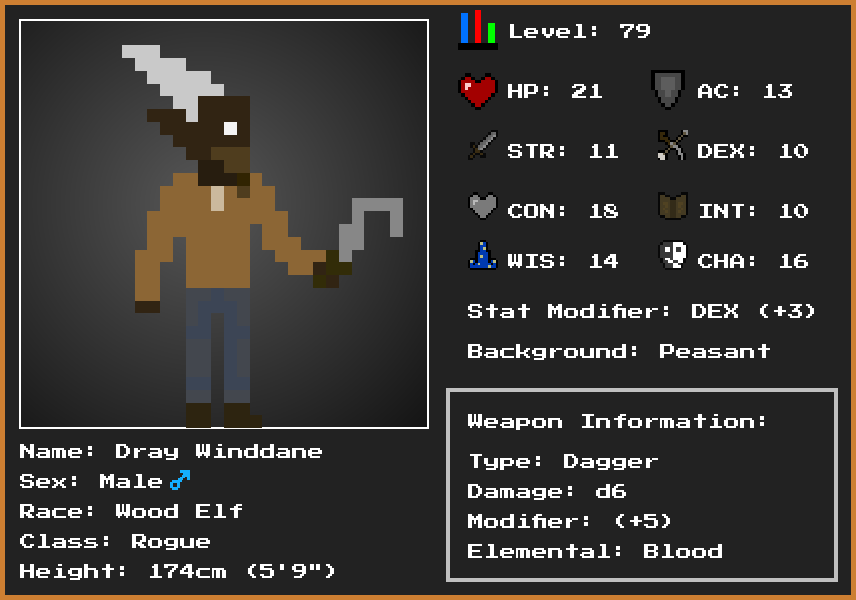 Level: 79
HP: 21 AC: 13
STR: 11 DEX: 10
CON: 18 INT: 10
WIS: 14 CHA: 16
Stat Modifier: DEX (+3)
Background: Peasant
Weapon Information:
Type: Dagger
Damage: d6
Modifier: (+5)
Elemental: Blood
Name: Dray Winddane
Sex: Male ♂
Race: Wood Elf
Class: Rogue
Height: 174cm (5'9")